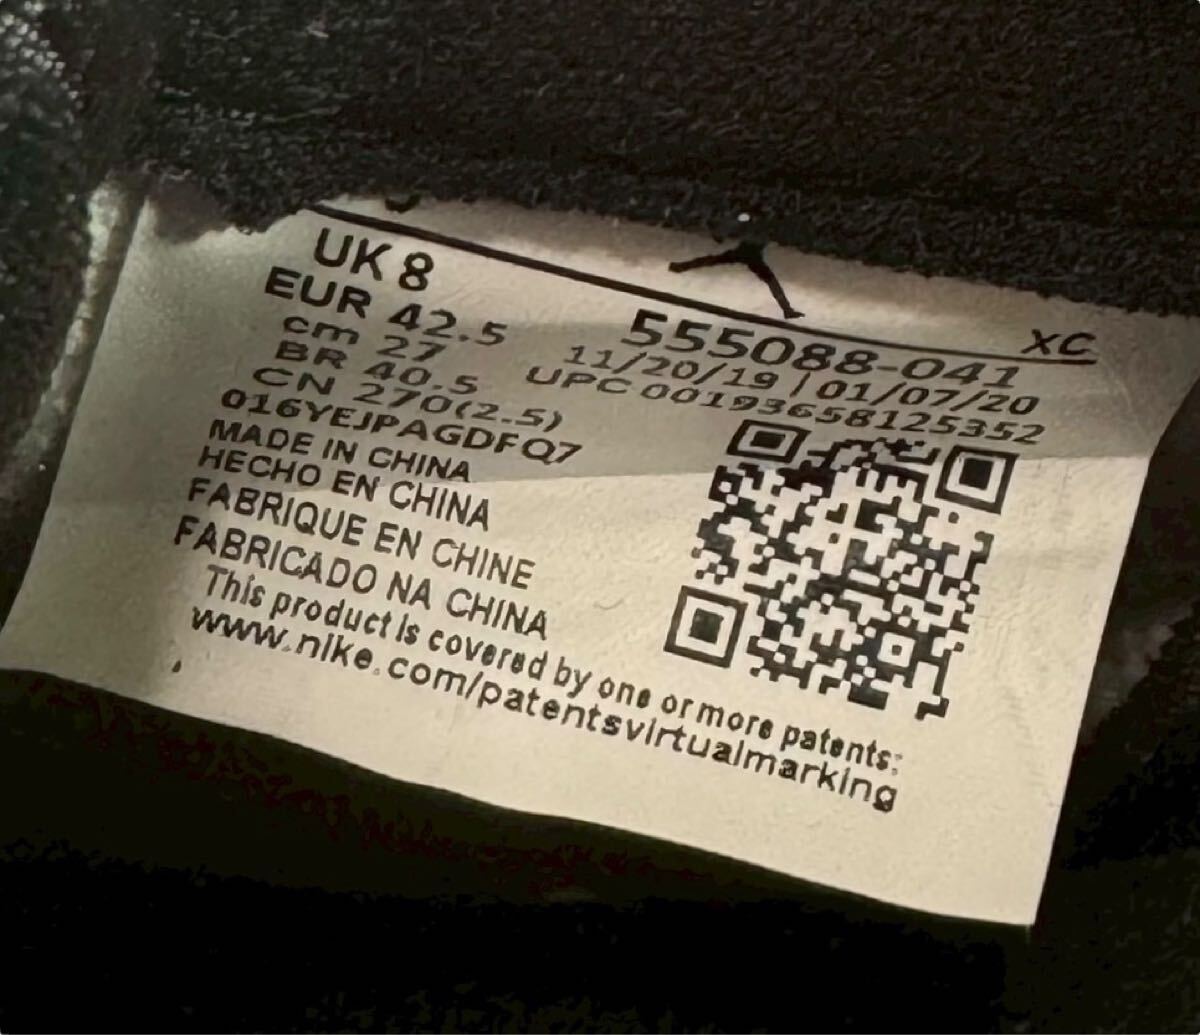 UK 8
EUR 42.5
cm 27
BR 40.5
CN 270(2.5)
016YEJPAGDFQ7
MADE IN CHINA
HECHO EN CHINA
FABRIQUE EN CHINE
FABRICADO NA CHINA
This product is covered by one or more patents:
www.nike.com/patentsvirtualmarking
XC
555088-041
11/20/19 | 01/07/20
UPC 00193658125352